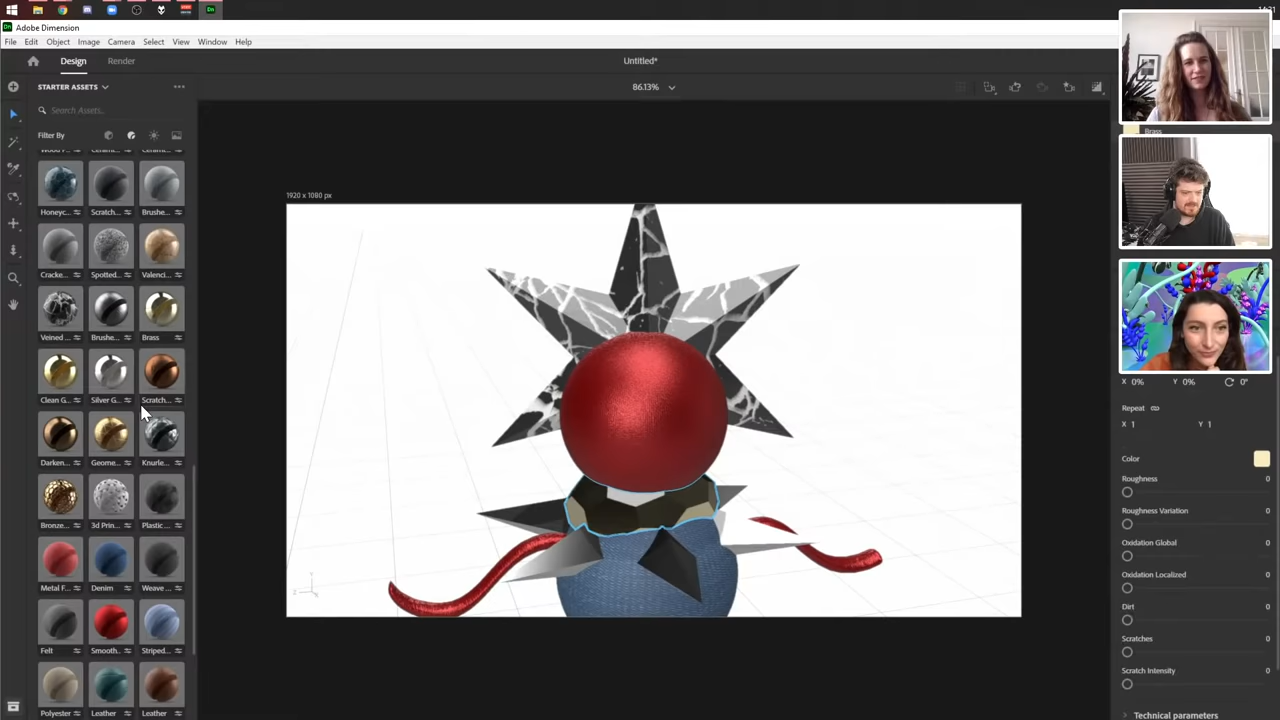 Adobe Dimension
File Edit Object Image Camera Select View Window Help
Design Render
Untitled*
STARTER ASSETS
86.13%
Search Assets..
Filter By
Brass
1920 x 1080 px
Honeyc... Scratch... Brushe...
Cracke... Spotted... Valenci...
Veined ... Brushe... Brass
Clean G... Silver G... Scratch...
Darken... Geome... Knurle...
Bronze... 3d Prin... Plastic ...
Metal F... Denim Weave ...
Felt Smooth... Striped...
Polyester Leather Leather
X 0% Y 0% 0°
Repeat
X 1 Y 1
Color
Roughness 0
Roughness Variation 0
Oxidation Global 0
Oxidation Localized 0
Dirt 0
Scratches 0
Scratch Intensity 0
Technical parameters